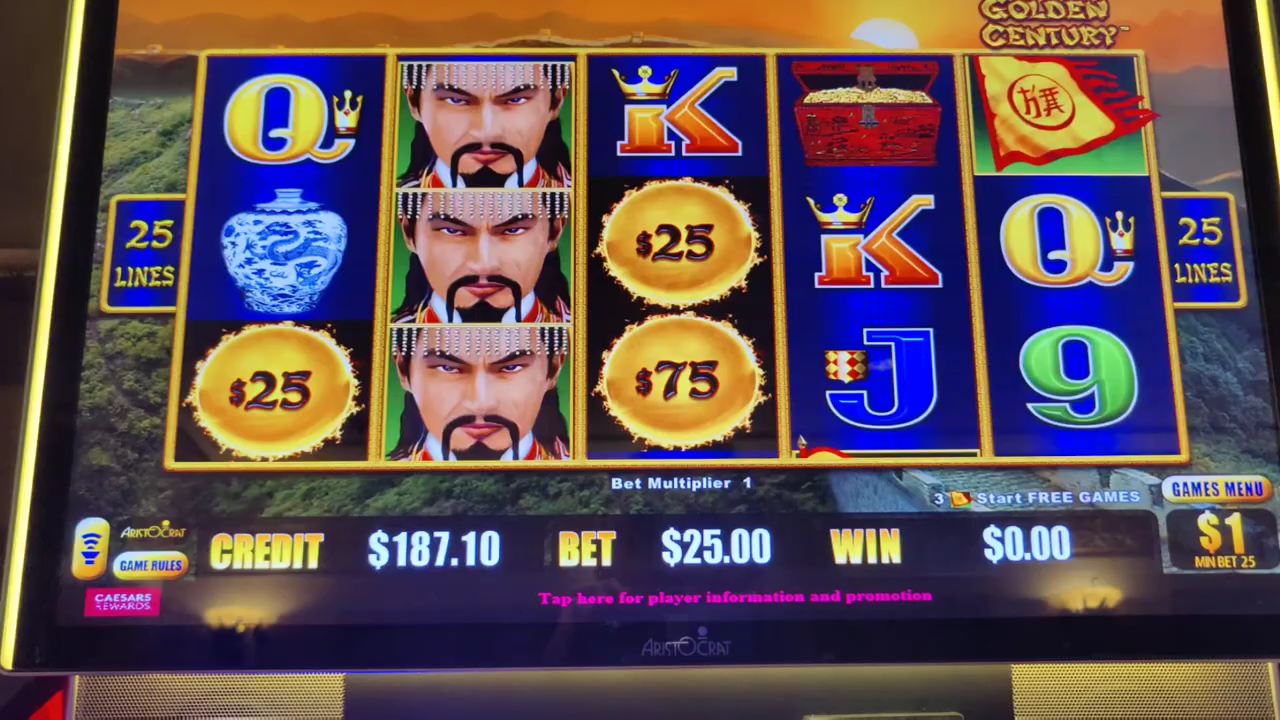 GOLDEN
CENTURY™
Q
K
25
LINES
$25
K
Q
25
LINES
$25
$75
J
9
Bet Multiplier 1
3 Start FREE GAMES
GAMES MENU
ARISTOCRAT
GAME RULES
CREDIT $187.10 BET $25.00 WIN $0.00
$1
MIN BET 25
CAESARS
REWARDS
Tap here for player information and promotion
ARISTOCRAT